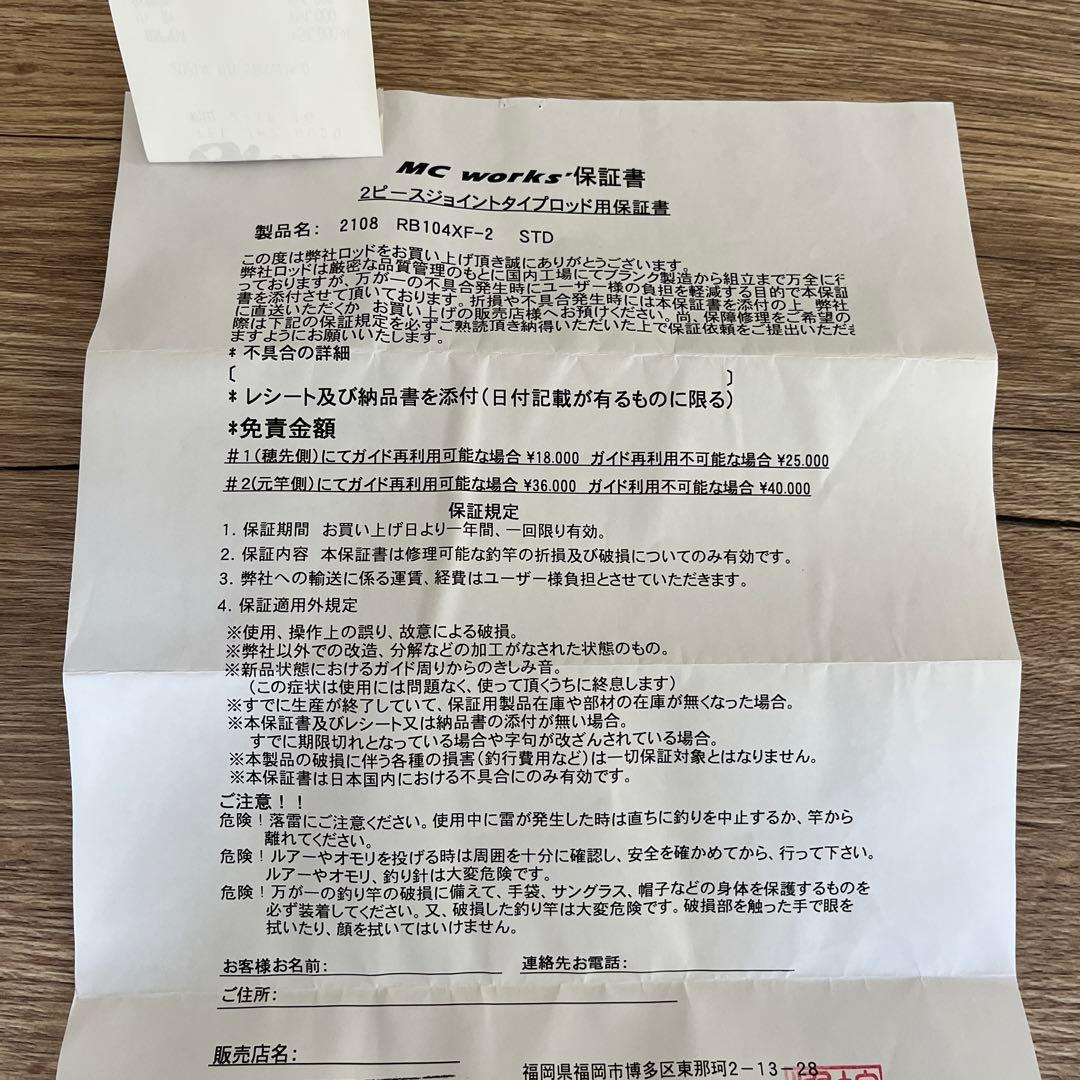 MC works'保証書
2ピースジョイントタイプロッド用保証書
製品名: 2108 RB104XF-2 STD
この度は弊社ロッドをお買い上げ頂き誠にありがとうございます。
弊社ロッドは厳密な品質管理のもとに国内工場にてブランク製造から組立まで万全に行
っておりますが、万が一の不具合発生時にユーザー様の負担を軽減する目的で本保証
書を添付させて頂いております。折損や不具合発生時には本保証書を添付の上、弊社
に直送いただくか、お買い上げの販売店様へお預けください。尚、保障修理をご希望の
際は下記の保証規定を必ずご熟読頂き納得いただいた上で保証依頼をご提出いただき
ますようにお願いいたします。
* 不具合の詳細
〔 〕
* レシート及び納品書を添付(日付記載が有るものに限る)
*免責金額
#1(穂先側)にてガイド再利用可能な場合 ¥18.000 ガイド再利用不可能な場合 ¥25.000
#2(元竿側)にてガイド再利用可能な場合 ¥36.000 ガイド利用不可能な場合 ¥40.000
保証規定
1. 保証期間 お買い上げ日より一年間、一回限り有効。
2. 保証内容 本保証書は修理可能な釣竿の折損及び破損についてのみ有効です。
3. 弊社への輸送に係る運賃、経費はユーザー様負担とさせていただきます。
4. 保証適用外規定
※使用、操作上の誤り、故意による破損。
※弊社以外での改造、分解などの加工がなされた状態のもの。
※新品状態におけるガイド周りからのきしみ音。
(この症状は使用には問題なく、使って頂くうちに終息します)
※すでに生産が終了していて、保証用製品在庫や部材の在庫が無くなった場合。
※本保証書及びレシート又は納品書の添付が無い場合。
すでに期限切れとなっている場合や字句が改ざんされている場合。
※本製品の破損に伴う各種の損害(釣行費用など)は一切保証対象とはなりません。
※本保証書は日本国内における不具合にのみ有効です。
ご注意!!
危険!落雷にご注意ください。使用中に雷が発生した時は直ちに釣りを中止するか、竿から
離れてください。
危険!ルアーやオモリを投げる時は周囲を十分に確認し、安全を確かめてから、行って下さい。
ルアーやオモリ、釣り針は大変危険です。
危険!万が一の釣り竿の破損に備えて、手袋、サングラス、帽子などの身体を保護するものを
必ず装着してください。又、破損した釣り竿は大変危険です。破損部を触った手で眼を
拭いたり、顔を拭いてはいけません。
お客様お名前: 連絡先お電話:
ご住所:
販売店名:
福岡県福岡市博多区東那珂2-13-28